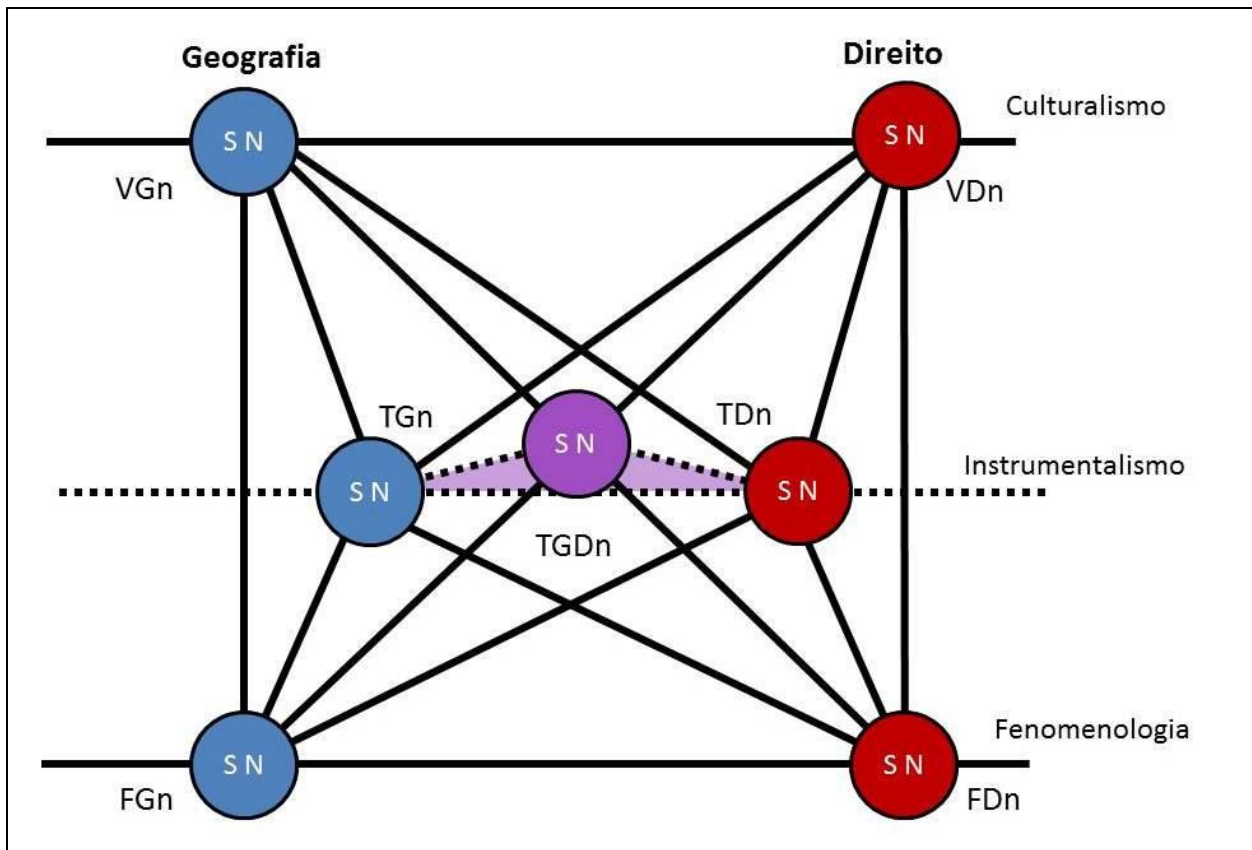 Geografia
Direito
Culturalismo
S N
S N
VGn
VDn
TGn
TDn
S N
Instrumentalismo
S N
S N
TGDn
Fenomenologia
S N
S N
FGn
FDn